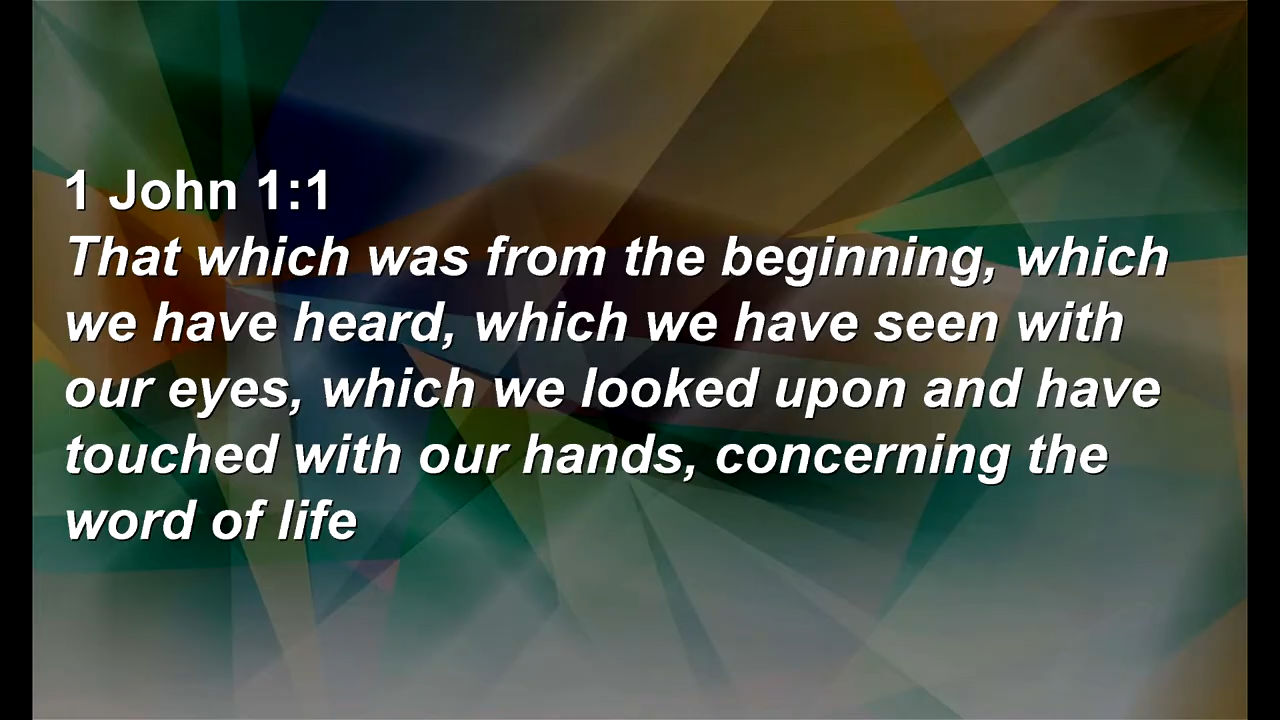 1 John 1:1
That which was from the beginning, which
we have heard, which we have seen with
our eyes, which we looked upon and have
touched with our hands, concerning the
word of life